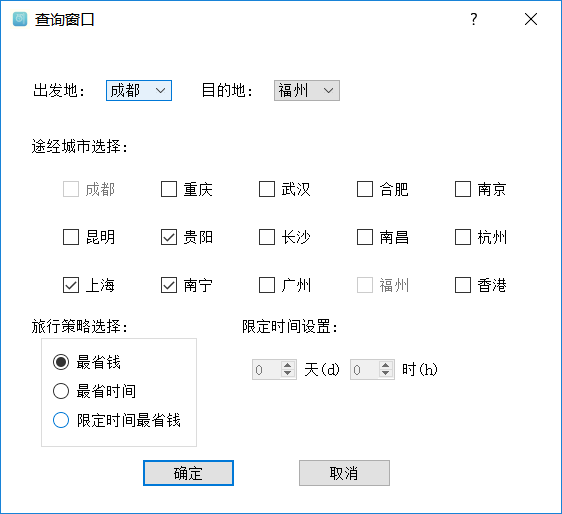 查询窗口 ?
出发地： 成都 目的地： 福州
途经城市选择：
成都 重庆 武汉 合肥 南京
昆明 贵阳 长沙 南昌 杭州
上海 南宁 广州 福州 香港
旅行策略选择： 限定时间设置：
最省钱
0 天(d) 0 时(h)
最省时间
限定时间最省钱
确定 取消